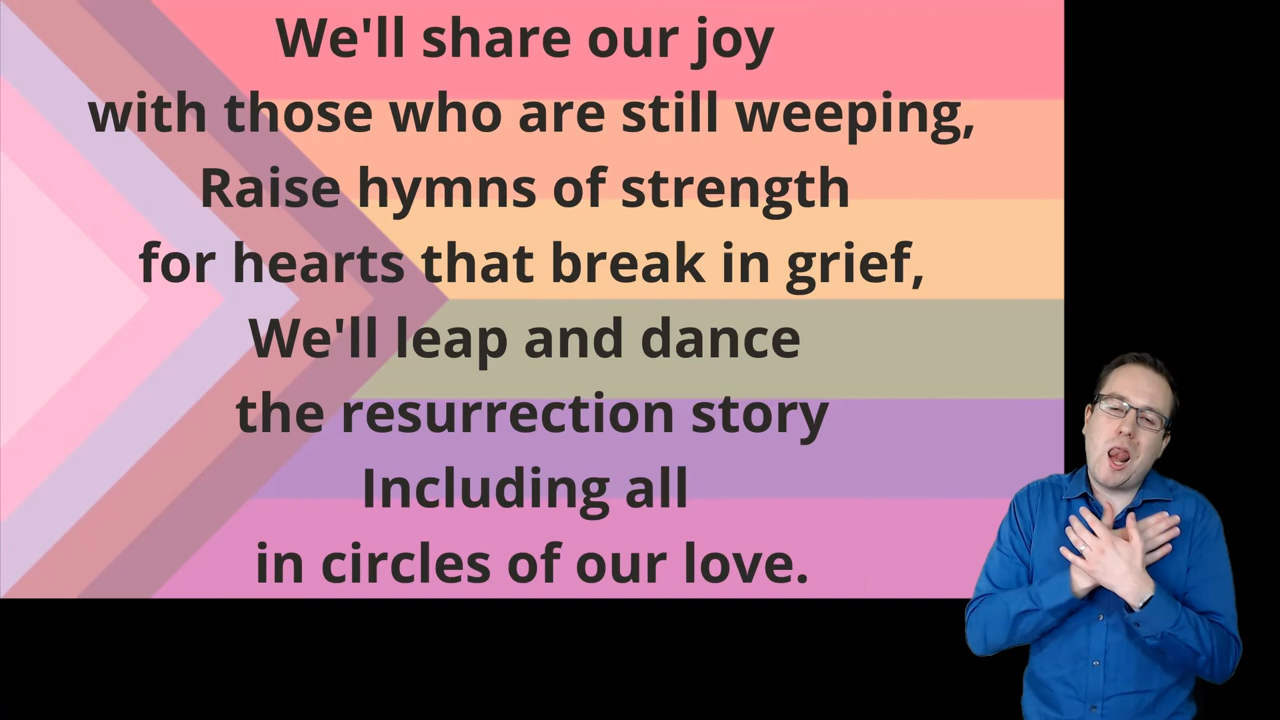 We'll share our joy
with those who are still weeping,
Raise hymns of strength
for hearts that break in grief,
We'll leap and dance
the resurrection story
Including all
in circles of our love.